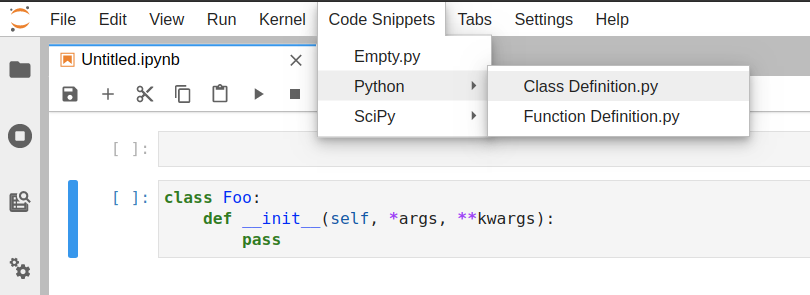 File Edit View Run Kernel Code Snippets Tabs Settings Help
Untitled.ipynb
Empty.py
Python
SciPy
Class Definition.py
Function Definition.py
[ ]:
[ ]: class Foo:
    def __init__(self, *args, **kwargs):
        pass